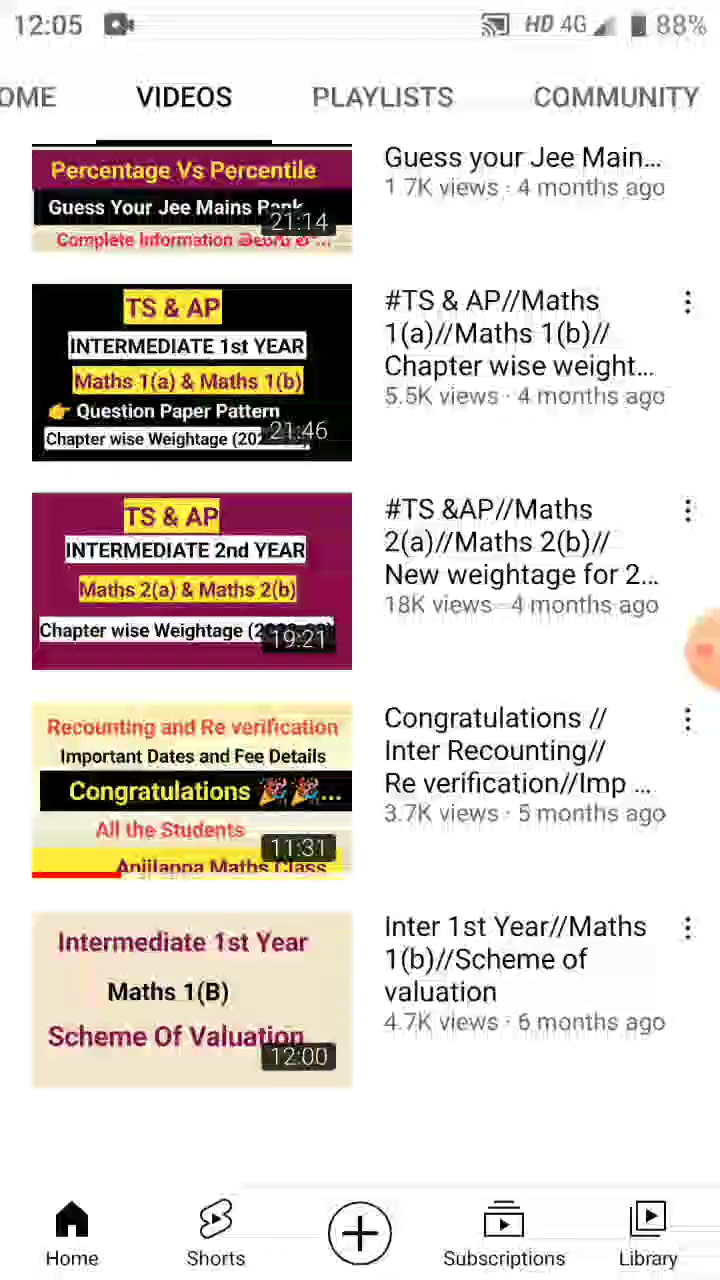 12:05 HD 4G 88%
OME VIDEOS PLAYLISTS COMMUNITY
Percentage Vs Percentile
Guess Your Jee Mains Rank
21:14
Complete Information తెలుగు లో...
Guess your Jee Main...
1.7K views · 4 months ago
TS & AP
INTERMEDIATE 1st YEAR
Maths 1(a) & Maths 1(b)
👉 Question Paper Pattern
Chapter wise Weightage (202
21:46
#TS & AP//Maths
1(a)//Maths 1(b)//
Chapter wise weight...
5.5K views · 4 months ago
TS & AP
INTERMEDIATE 2nd YEAR
Maths 2(a) & Maths 2(b)
Chapter wise Weightage (
19:21
#TS &AP//Maths
2(a)//Maths 2(b)//
New weightage for 2...
18K views · 4 months ago
Recounting and Re verification
Important Dates and Fee Details
Congratulations 🎉🎉...
All the Students
11:31
Anjilappa Maths Class
Congratulations //
Inter Recounting//
Re verification//Imp ...
3.7K views · 5 months ago
Intermediate 1st Year
Maths 1(B)
Scheme Of Valuation
12:00
Inter 1st Year//Maths
1(b)//Scheme of
valuation
4.7K views · 6 months ago
Home Shorts Subscriptions Library